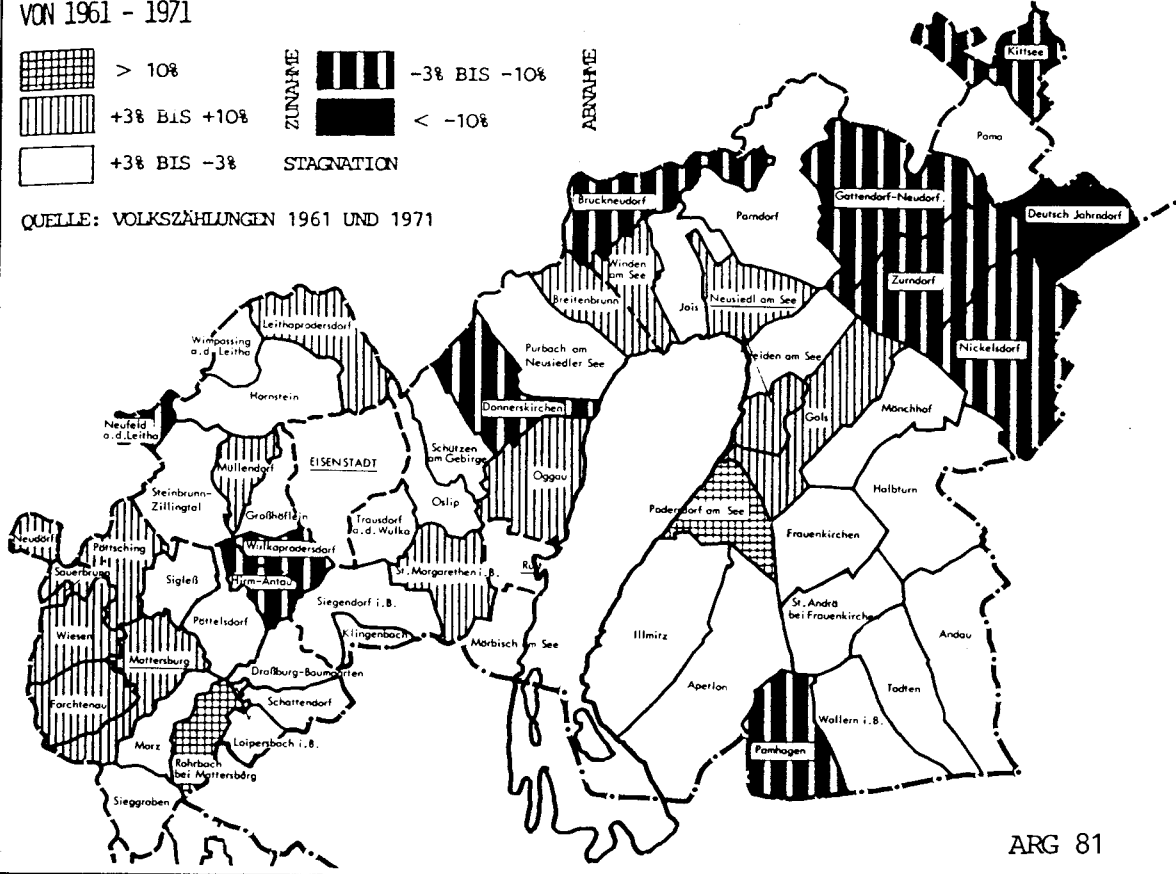 VON 1961 - 1971
> 10%
+3% BIS +10%
+3% BIS -3%
ZUNAHME
STAGNATION
-3% BIS -10%
< -10%
ABNAHME
QUELLE: VOLKSZÄHLUNGEN 1961 UND 1971
Kittsee
Pama
Deutsch Jahrndorf
Gattendorf-Neudorf
Bruckneudorf
Parndorf
Zurndorf
Nickelsdorf
Winden
am See
Breitenbrunn
Jois
Neusiedl am See
Leithaprodersdorf
Wimpassing
a.d. Leitha
Purbach am
Neusiedler See
eiden am See
Hornstein
Donnerskirchen
Gols
Mönchhof
Neufeld
a.d. Leitha
Müllendorf
EISENSTADT
Schützen
am Gebirge
Oggau
Halbturn
Steinbrunn-
Zillingtal
Großhöflein
Oslip
Trausdorf
a.d. Wulka
Podersdorf am See
Frauenkirchen
Neudörf
Pöttsching
Wulkaprodersdorf
Sauerbrunn
Sigleß
Hirm-Antau
St. Margarethen i.B.
Ru
Siegendorf i.B.
St. Andrä
bei Frauenkirchen
Pöttelsdorf
Klingenbach
Wiesen
Mörbisch am See
Illmitz
Andau
Mattersburg
Draßburg-Baumgarten
Apetlon
Tadten
Forchtenau
Schattendorf
Wallern i.B.
Marz
Loipersbach i.B.
Pamhagen
Rohrbach
bei Mattersburg
Sieggraben
ARG 81